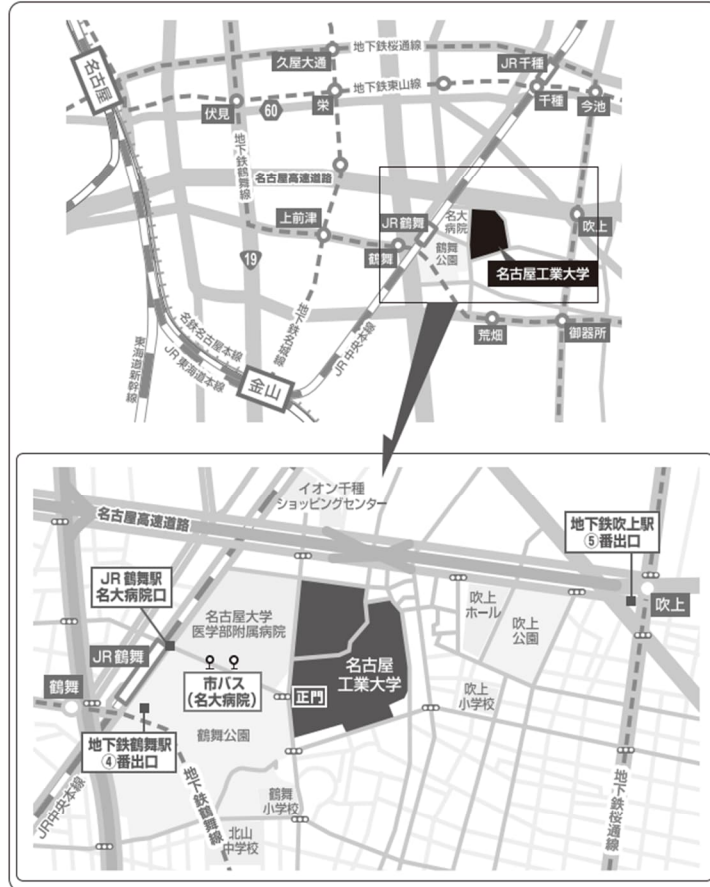 久屋大通
地下鉄桜通線
JR千種
名古屋
地下鉄東山線
伏見
60
栄
千種
今池
地下鉄鶴舞線
名古屋高速道路
上前津
JR鶴舞
名大
病院
吹上
鶴舞
鶴舞
公園
19
名古屋工業大学
地下鉄名城線
名鉄名古屋本線
JR東海道本線
東海道新幹線
JR中央本線
荒畑
御器所
金山
イオン千種
ショッピングセンター
名古屋高速道路
地下鉄吹上駅
⑤番出口
JR鶴舞駅
名大病院口
名古屋大学
医学部附属病院
吹上
ホール
吹上
公園
吹上
JR鶴舞
名古屋
工業大学
鶴舞
市バス
(名大病院)
正門
吹上
小学校
地下鉄鶴舞駅
④番出口
鶴舞公園
地下鉄鶴舞線
JR中央本線
鶴舞
小学校
北山
中学校
地下鉄桜通線